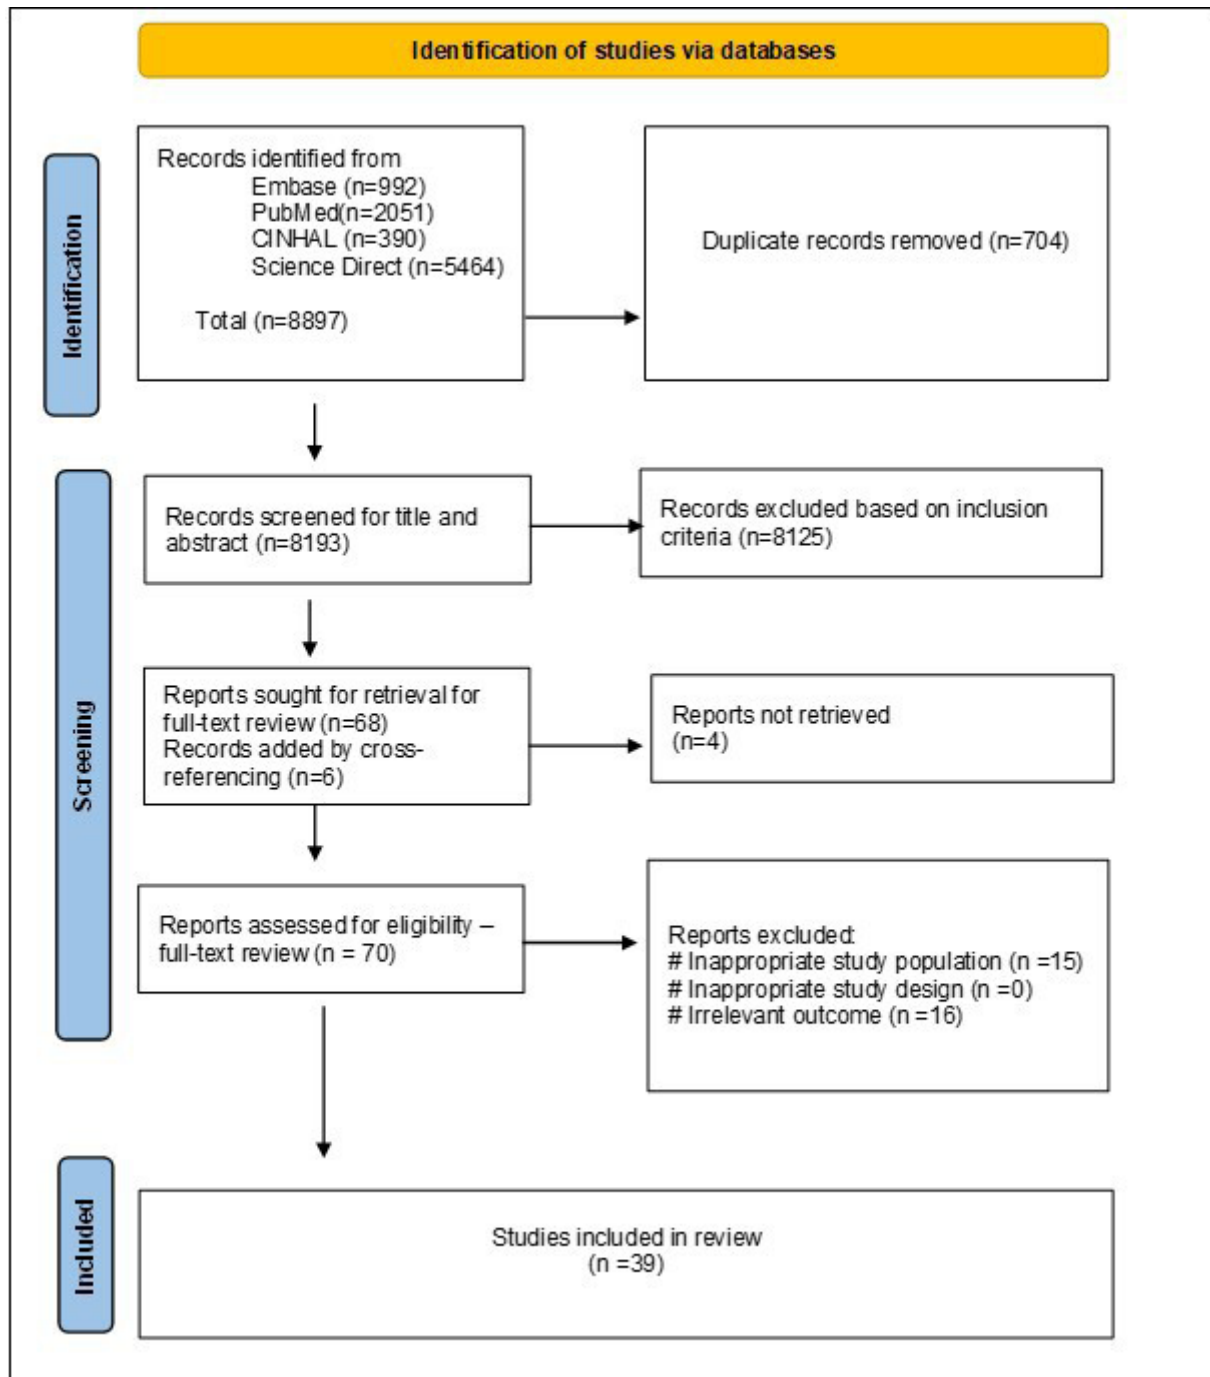 Identification of studies via databases
Identification
Records identified from
Embase (n=992)
PubMed(n=2051)
CINHAL (n=390)
Science Direct (n=5464)
Total (n=8897)
Duplicate records removed (n=704)
Screening
Records screened for title and
abstract (n=8193)
Records excluded based on inclusion
criteria (n=8125)
Reports sought for retrieval for
full-text review (n=68)
Records added by cross-
referencing (n=6)
Reports not retrieved
(n=4)
Reports assessed for eligibility –
full-text review (n = 70)
Reports excluded:
# Inappropriate study population (n =15)
# Inappropriate study design (n =0)
# Irrelevant outcome (n =16)
Included
Studies included in review
(n =39)